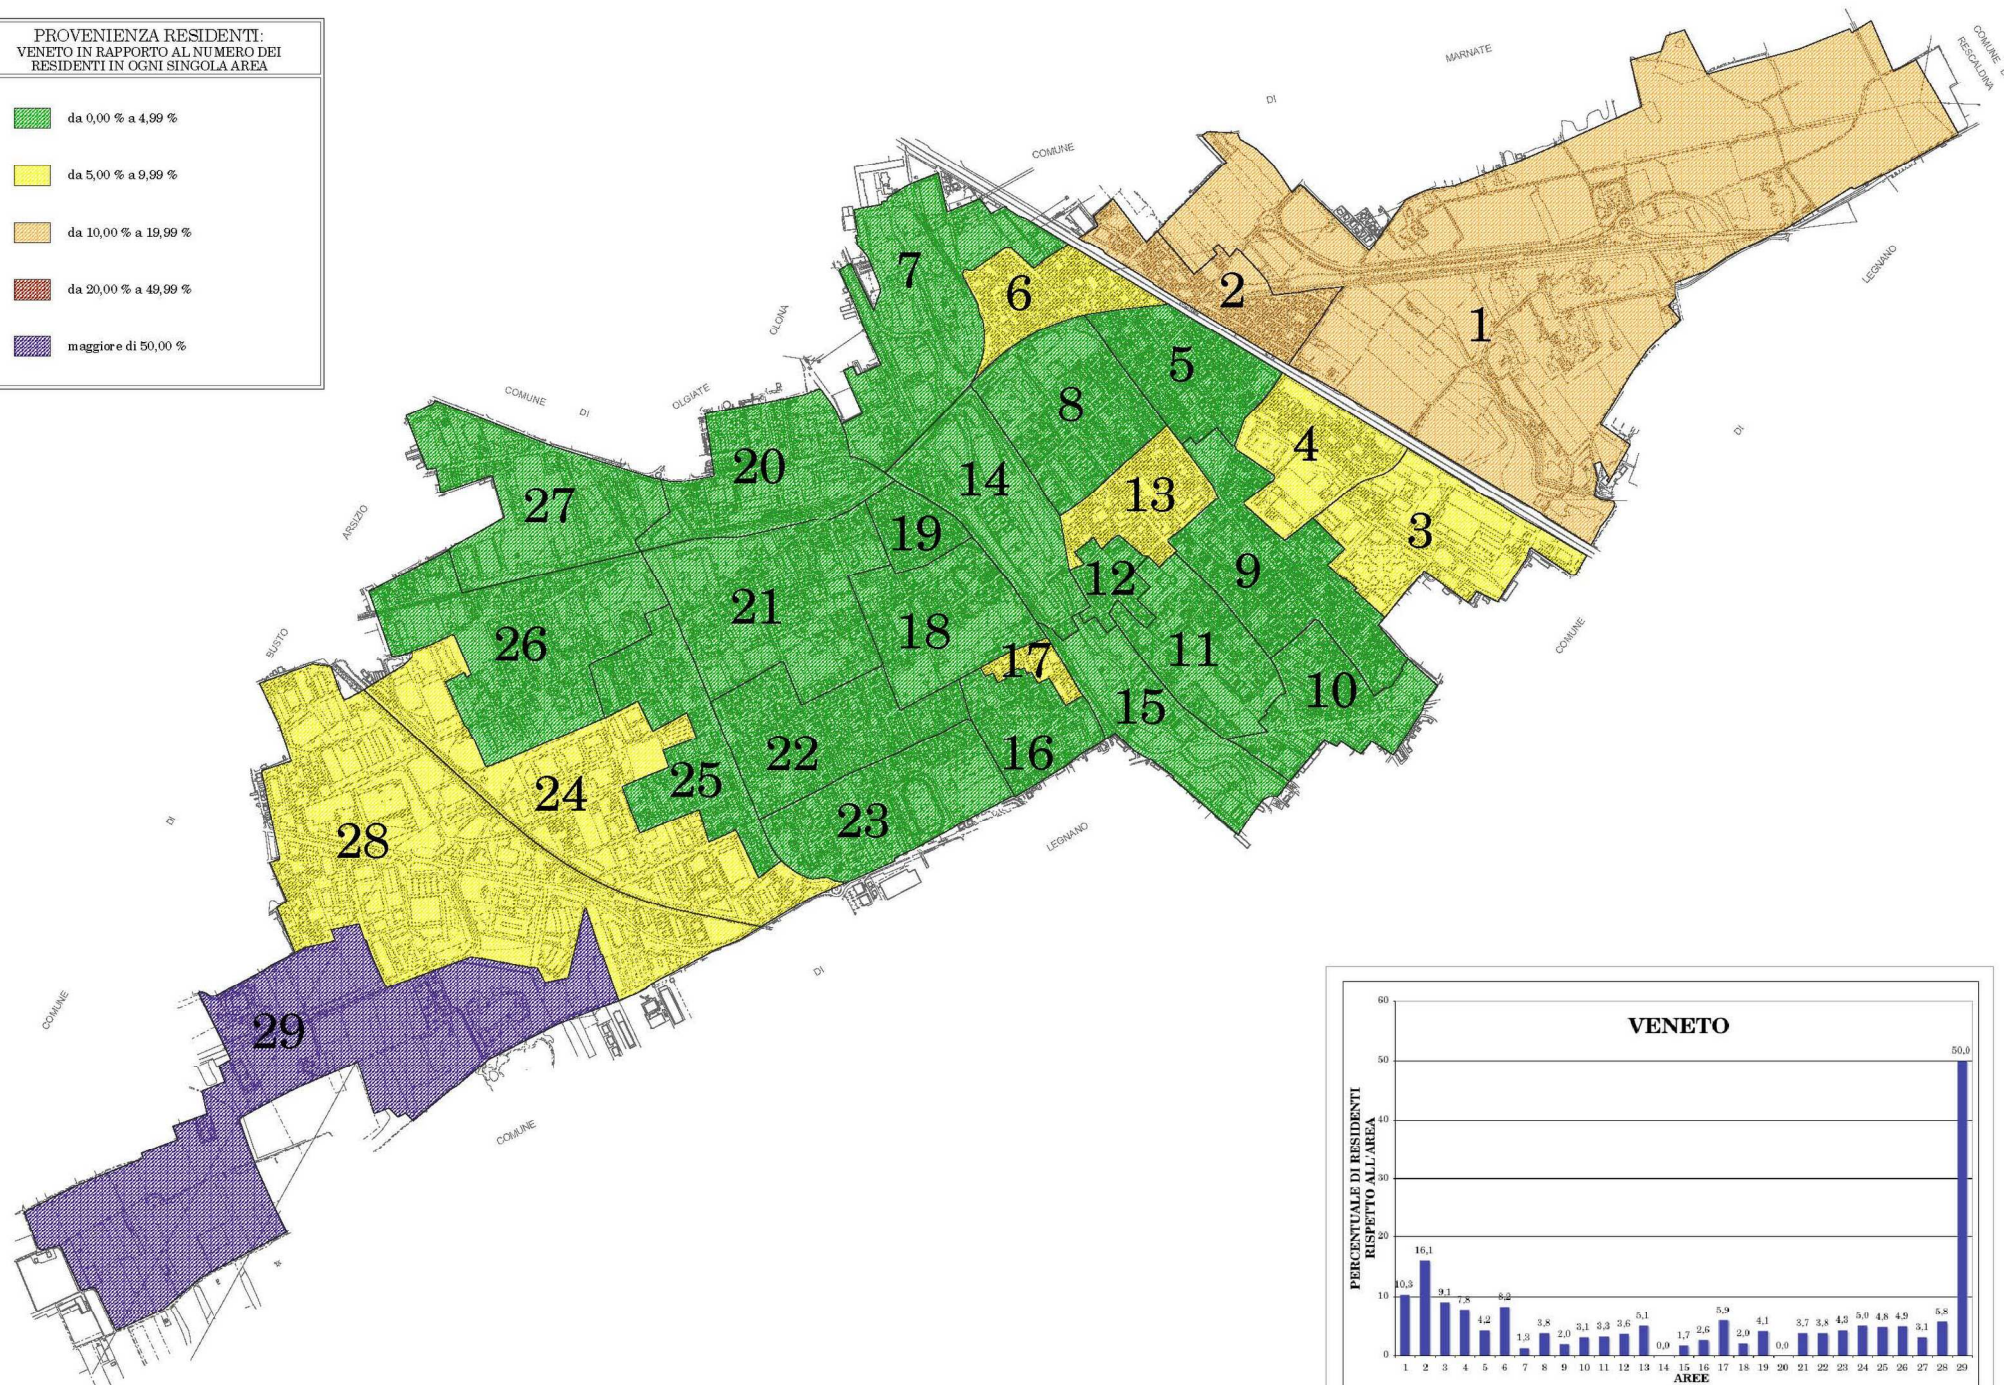 PROVENIENZA RESIDENTI:
VENETO IN RAPPORTO AL NUMERO DEI
RESIDENTI IN OGNI SINGOLA AREA
da 0,00 % a 4,99 %
da 5,00 % a 9,99 %
da 10,00 % a 19,99 %
da 20,00 % a 49,99 %
maggiore di 50,00 %
MARNATE
DI
COMUNE
COMUNE
RESCALDINA
LEGNANO
DI
COMUNE
OLONA
OLGIATE
DI
COMUNE
ARSIZIO
BUSTO
DI
COMUNE
LEGNANO
DI
COMUNE
1
2
3
4
5
6
7
8
9
10
11
12
13
14
15
16
17
18
19
20
21
22
23
24
25
26
27
28
29
VENETO
PERCENTUALE DI RESIDENTI
RISPETTO ALL'AREA
60
50
40
30
20
10
0
10,3 16,1 9,1 7,8 4,2 8,2 1,3 3,8 2,0 3,1 3,3 3,6 5,1 0,0 1,7 2,6 5,9 2,0 4,1 0,0 3,7 3,8 4,3 5,0 4,8 4,9 3,1 5,8 50,0
1 2 3 4 5 6 7 8 9 10 11 12 13 14 15 16 17 18 19 20 21 22 23 24 25 26 27 28 29
AREE